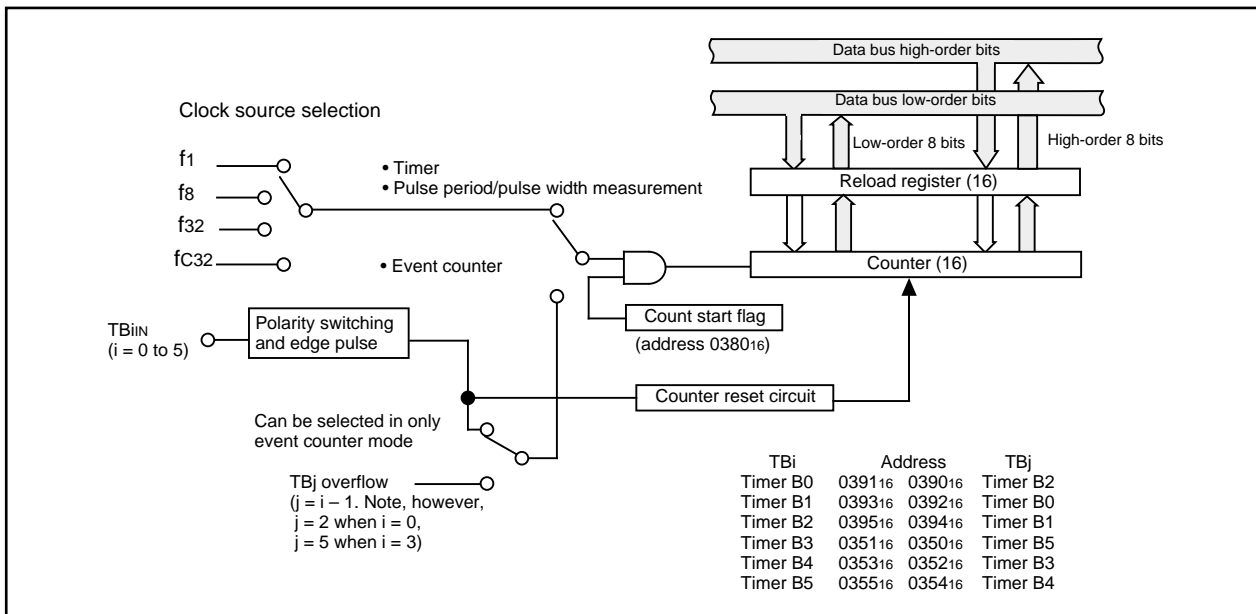 Data bus high-order bits
Data bus low-order bits
Clock source selection
Low-order 8 bits
High-order 8 bits
f1
• Timer
f8
• Pulse period/pulse width measurement
Reload register (16)
f32
fC32
• Event counter
Counter (16)
Count start flag
(address 038016)
TBiIN
(i = 0 to 5)
Polarity switching
and edge pulse
Counter reset circuit
Can be selected in only
event counter mode
TBj overflow
(j = i – 1. Note, however,
j = 2 when i = 0,
j = 5 when i = 3)
TBi Address TBj
Timer B0 039116 039016 Timer B2
Timer B1 039316 039216 Timer B0
Timer B2 039516 039416 Timer B1
Timer B3 035116 035016 Timer B5
Timer B4 035316 035216 Timer B3
Timer B5 035516 035416 Timer B4